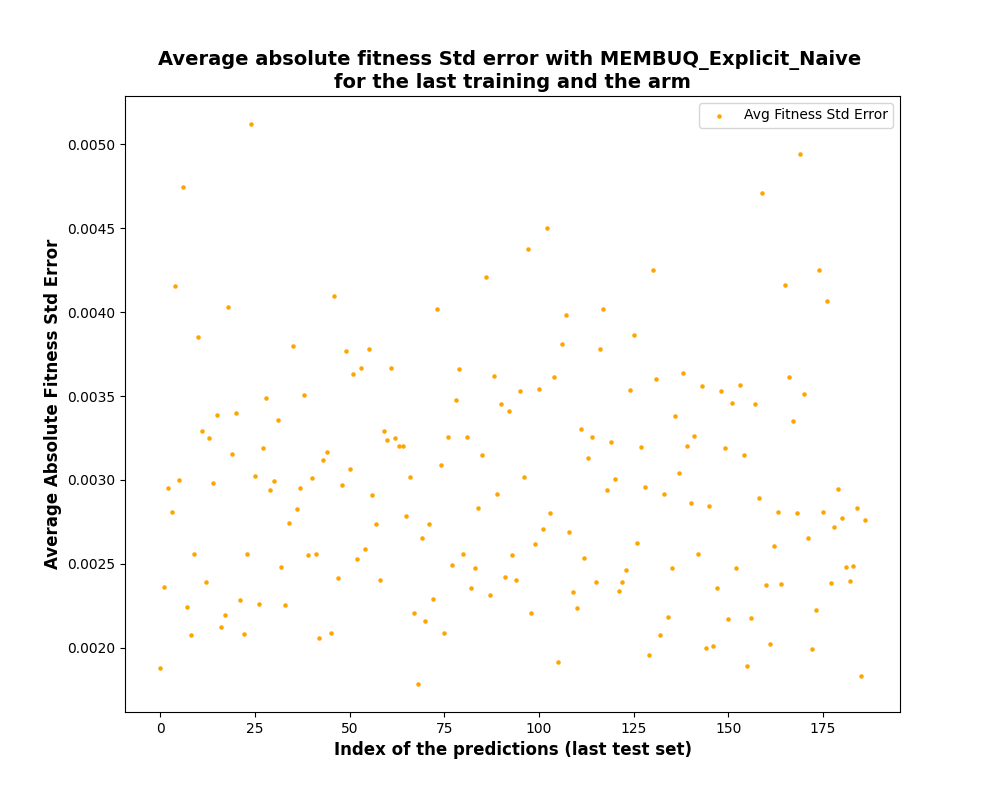 Average absolute fitness Std error with MEMBUQ_Explicit_Naive
for the last training and the arm
Avg Fitness Std Error
0.0050
0.0045
0.0040
0.0035
0.0030
0.0025
0.0020
Average Absolute Fitness Std Error
0 25 50 75 100 125 150 175
Index of the predictions (last test set)